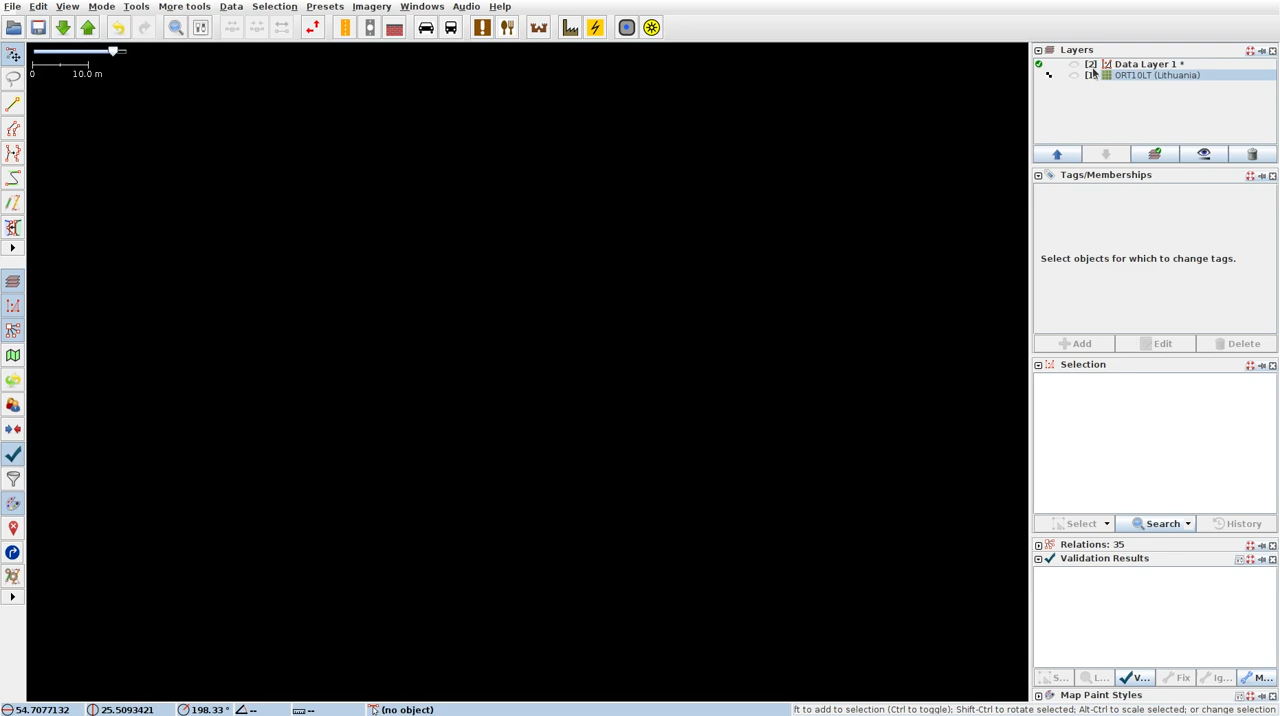 File Edit View Mode Tools More tools Data Selection Presets Imagery Windows Audio Help
0 10.0 m
Layers
[2] Data Layer 1 *
ORT10LT (Lithuania)
Tags/Memberships
Select objects for which to change tags.
Add Edit Delete
Selection
Select Search History
Relations: 35
Validation Results
S... L... V... Fix Ig... M...
Map Paint Styles
54.7077132 25.5093421 198.33 ° -- -- (no object) ft to add to selection (Ctrl to toggle); Shift-Ctrl to rotate selected; Alt-Ctrl to scale selected; or change selection